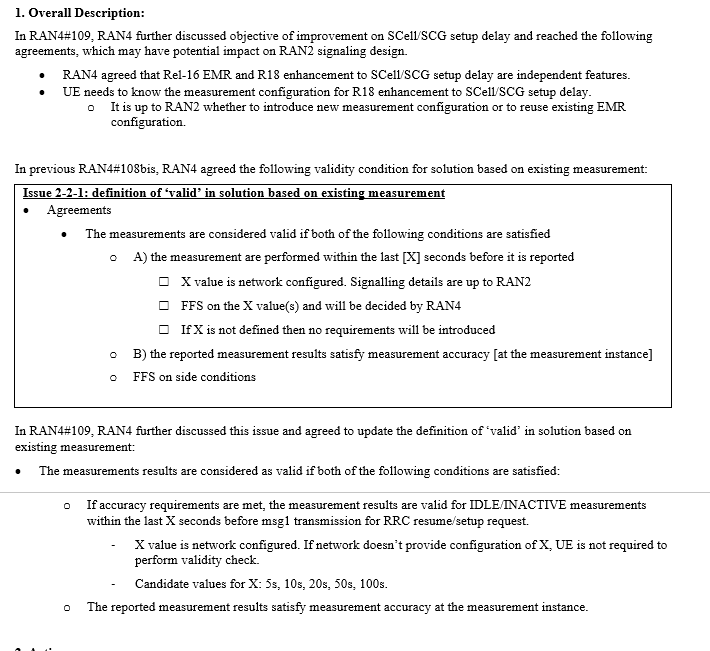 1. Overall Description:
In RAN4#109, RAN4 further discussed objective of improvement on SCell/SCG setup delay and reached the following
agreements, which may have potential impact on RAN2 signaling design.
• RAN4 agreed that Rel-16 EMR and R18 enhancement to SCell/SCG setup delay are independent features.
• UE needs to know the measurement configuration for R18 enhancement to SCell/SCG setup delay.
o It is up to RAN2 whether to introduce new measurement configuration or to reuse existing EMR
configuration.
In previous RAN4#108bis, RAN4 agreed the following validity condition for solution based on existing measurement:
Issue 2-2-1: definition of ‘valid’ in solution based on existing measurement
• Agreements
• The measurements are considered valid if both of the following conditions are satisfied
o A) the measurement are performed within the last [X] seconds before it is reported
☐ X value is network configured. Signalling details are up to RAN2
☐ FFS on the X value(s) and will be decided by RAN4
☐ If X is not defined then no requirements will be introduced
o B) the reported measurement results satisfy measurement accuracy [at the measurement instance]
o FFS on side conditions
In RAN4#109, RAN4 further discussed this issue and agreed to update the definition of ‘valid’ in solution based on
existing measurement:
• The measurements results are considered as valid if both of the following conditions are satisfied:
o If accuracy requirements are met, the measurement results are valid for IDLE/INACTIVE measurements
within the last X seconds before msg1 transmission for RRC resume/setup request.
- X value is network configured. If network doesn’t provide configuration of X, UE is not required to
perform validity check.
- Candidate values for X: 5s, 10s, 20s, 50s, 100s.
o The reported measurement results satisfy measurement accuracy at the measurement instance.